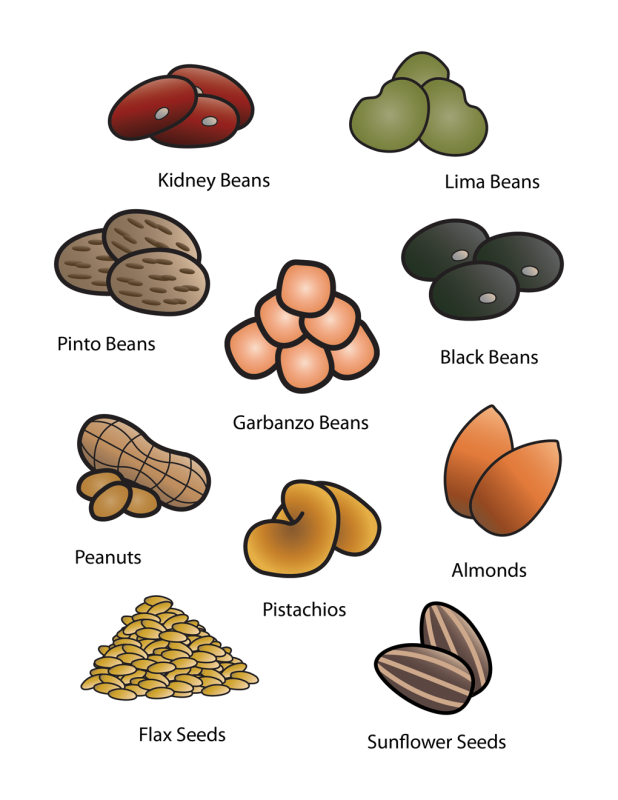 Kidney Beans
Lima Beans
Pinto Beans
Black Beans
Garbanzo Beans
Peanuts
Almonds
Pistachios
Flax Seeds
Sunflower Seeds